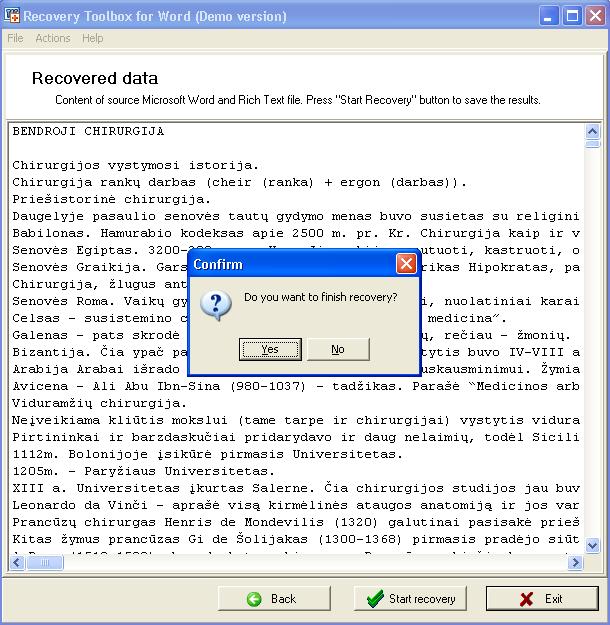 Recovery Toolbox for Word (Demo version)
File Actions Help
Recovered data
Content of source Microsoft Word and Rich Text file. Press "Start Recovery" button to save the results.
BENDROJI CHIRURGIJA
Chirurgijos vystymosi istorija.
Chirurgija rankų darbas (cheir (ranka) + ergon (darbas)).
Priešistorinė chirurgija.
Daugelyje pasaulio senovės tautų gydymo menas buvo susietas su religini
Babilonas. Hamurabio kodeksas apie 2500 m. pr. Kr. Chirurgija kaip ir v
Senovės Egiptas. 3200- utuoti, kastruoti, o
Senovės Graikija. Gars rikas Hipokratas, pa
Chirurgija, žlugus ant
Senovės Roma. Vaikų gy i, nuolatiniai karai
Celsas - susistemino c medicina".
Galenas - pats skrodė ų, rečiau - žmonių.
Bizantija. Čia ypač pa tytis buvo IV-VIII a
Arabija Arabai išrado uskausminimui. Žymia
Avicena - Ali Abu Ibn-Sina (980-1037) - tadžikas. Parašė "Medicinos arb
Viduramžių chirurgija.
Neįveikiama kliūtis mokslui (tame tarpe ir chirurgijai) vystytis vidura
Pirtininkai ir barzdaskučiai pridarydavo ir daug nelaimių, todėl Sicili
1112m. Bolonijoje įsikūrė pirmasis Universitetas.
1205m. - Paryžiaus Universitetas.
XIII a. Universitetas įkurtas Salerne. Čia chirurgijos studijos jau buv
Leonardo da Vinči - aprašė visą kirmėlinės ataugos anatomiją ir jos var
Prancūzų chirurgas Henris de Mondevilis (1320) galutinai pasisakė prieš
Kitas žymus prancūzas Gi de Šoljakas (1300-1368) pirmasis pradėjo siūt
Confirm
Do you want to finish recovery?
Yes No
Back Start recovery Exit